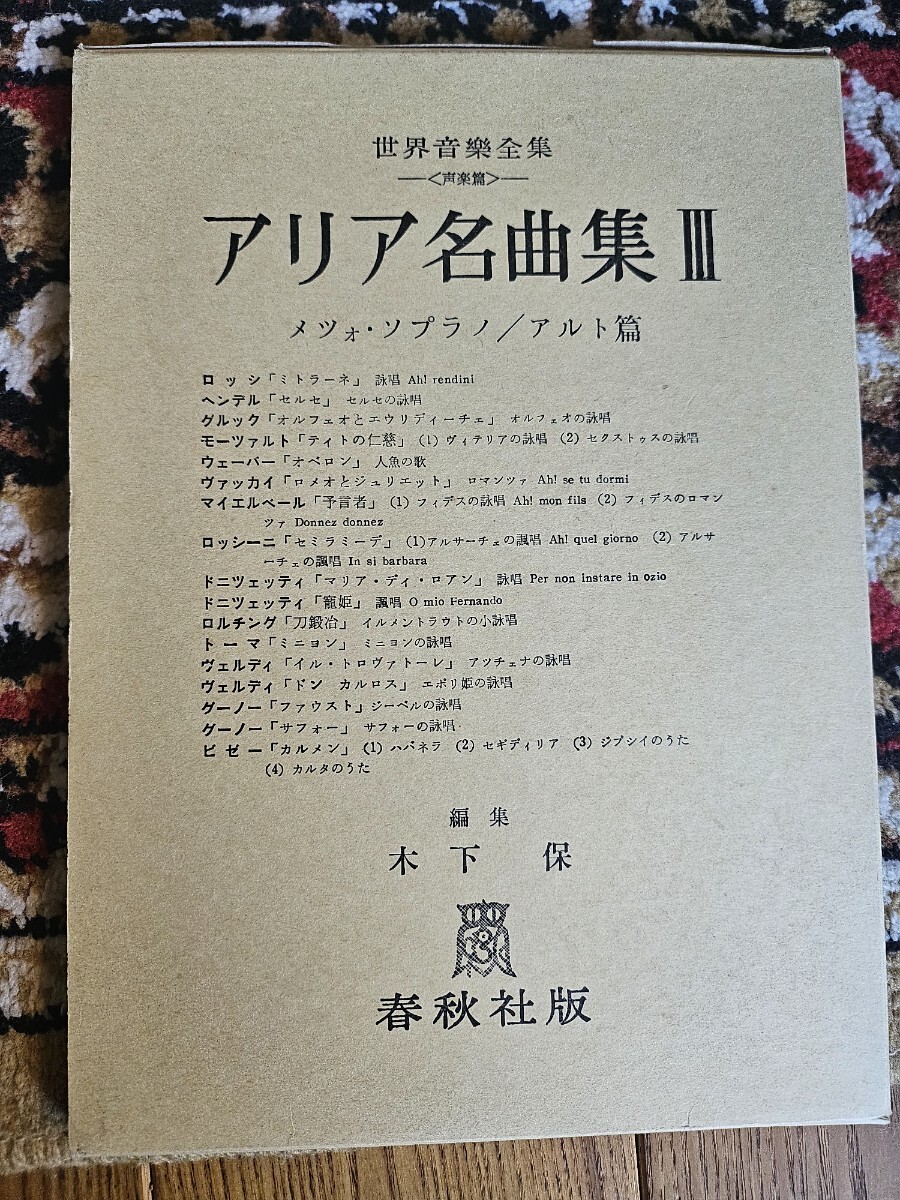 世界音樂全集
―＜声楽篇＞―
アリア名曲集 Ⅲ
メツォ・ソプラノ／アルト篇
ロッシ「ミトラーネ」 詠唱 Ah! rendini
ヘンデル「セルセ」 セルセの詠唱
グルック「オルフェオとエウリディーチェ」 オルフェオの詠唱
モーツァルト「ティトの仁慈」 (1) ヴィテリアの詠唱 (2) セクストゥスの詠唱
ウェーバー「オベロン」 人魚の歌
ヴァッカイ「ロメオとジュリエット」 ロマンツァ Ah! se tu dormi
マイエルベール「予言者」 (1) フィデスの詠唱 Ah! mon fils (2) フィデスのロマン
ツァ Donnez donnez
ロッシーニ「セミラミーデ」 (1)アルサーチェの諷唱 Ah! quel giorno (2) アルサ
ーチェの諷唱 In si barbara
ドニツェッティ「マリア・ディ・ロアン」 詠唱 Per non Instare in ozio
ドニツェッティ「寵姫」 諷唱 O mio Fernando
ロルチング「刀鍛冶」 イルメントラウトの小詠唱
トーマ「ミニヨン」 ミニヨンの詠唱
ヴェルディ「イル・トロヴァトーレ」 アツチェナの詠唱
ヴェルディ「ドン カルロス」 エボリ姫の詠唱
グーノー「ファウスト」ジーベルの詠唱
グーノー「サフォー」 サフォーの詠唱
ビゼー「カルメン」 (1) ハバネラ (2) セギディリア (3) ジプシイのうた
(4) カルタのうた
編集
木下 保
春秋社版